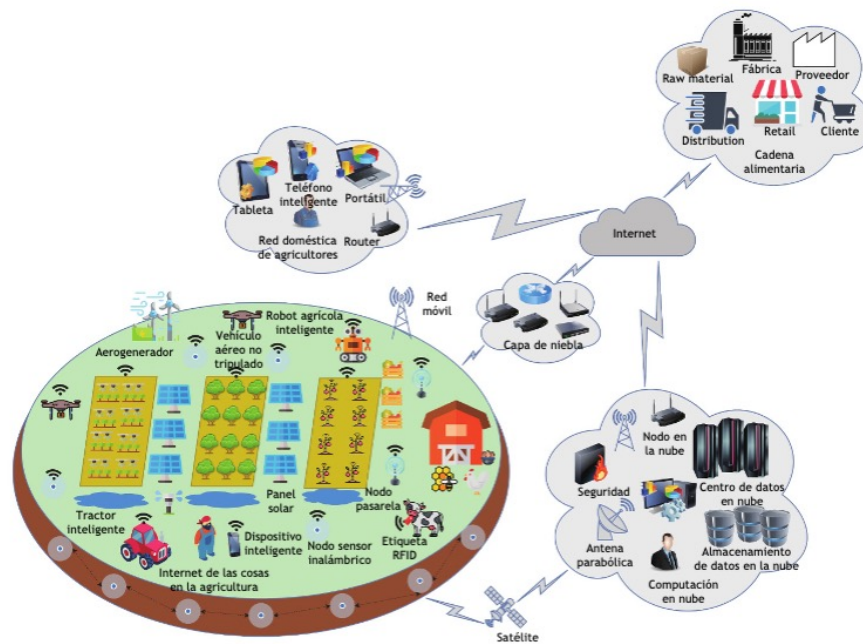 Raw material
Fábrica
Proveedor
Distribution
Retail
Cliente
Cadena
alimentaria
Tableta
Teléfono
inteligente
Portátil
Red doméstica
de agricultores
Router
Internet
Capa de niebla
Red
móvil
Aerogenerador
Vehículo
aéreo no
tripulado
Robot agrícola
inteligente
Tractor
inteligente
Panel
solar
Nodo
pasarela
Dispositivo
inteligente
Nodo sensor
inalámbrico
Etiqueta
RFID
Internet de las cosas
en la agricultura
Satélite
Nodo en
la nube
Seguridad
Centro de datos
en nube
Antena
parabólica
Almacenamiento
de datos en la nube
Computación
en nube